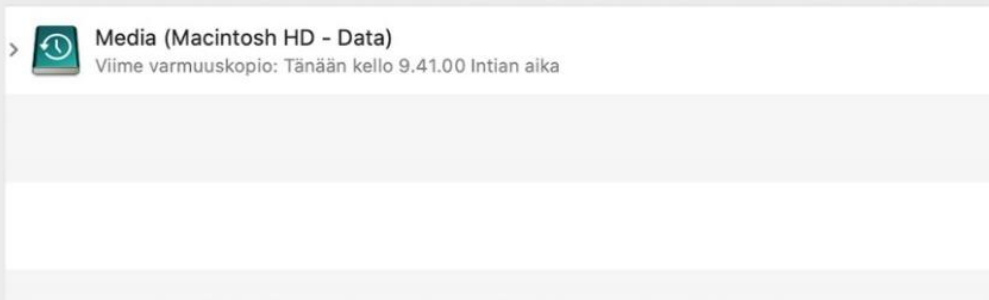 Media (Macintosh HD - Data)
Viime varmuuskopio: Tänään kello 9.41.00 Intian aika